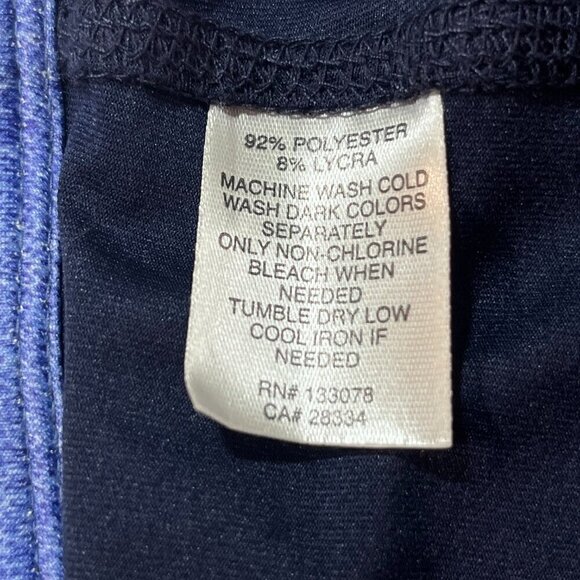 92% POLYESTER
8% LYCRA
MACHINE WASH COLD
WASH DARK COLORS
SEPARATELY
ONLY NON-CHLORINE
BLEACH WHEN
NEEDED
TUMBLE DRY LOW
COOL IRON IF
NEEDED
RN# 133078
CA# 28334